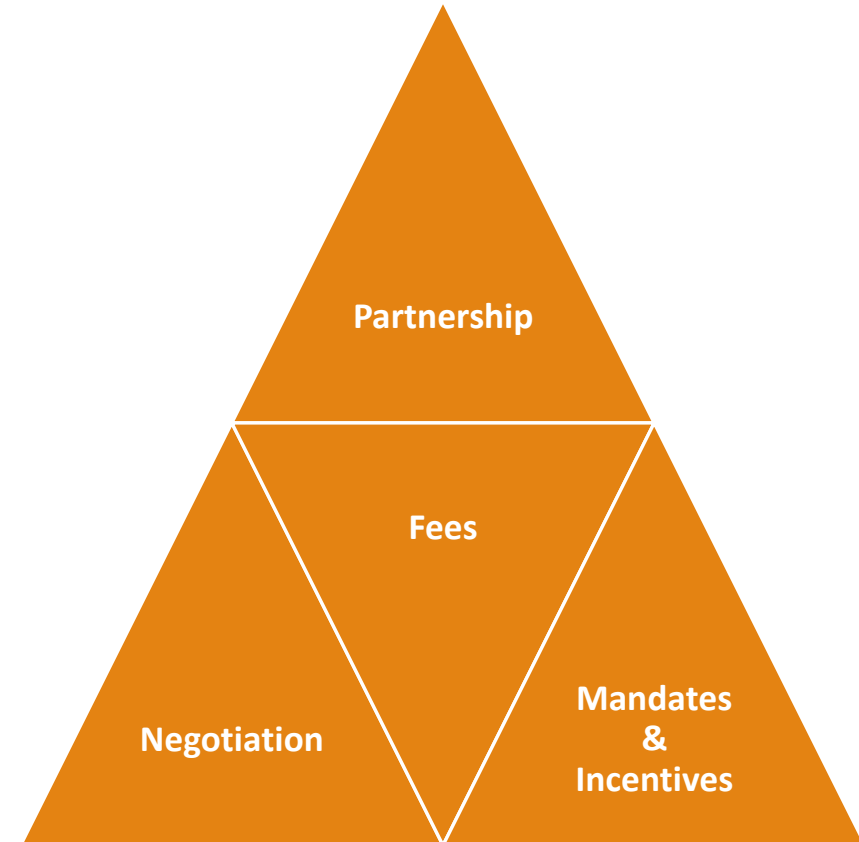 Partnership
Fees
Negotiation
Mandates
&
Incentives